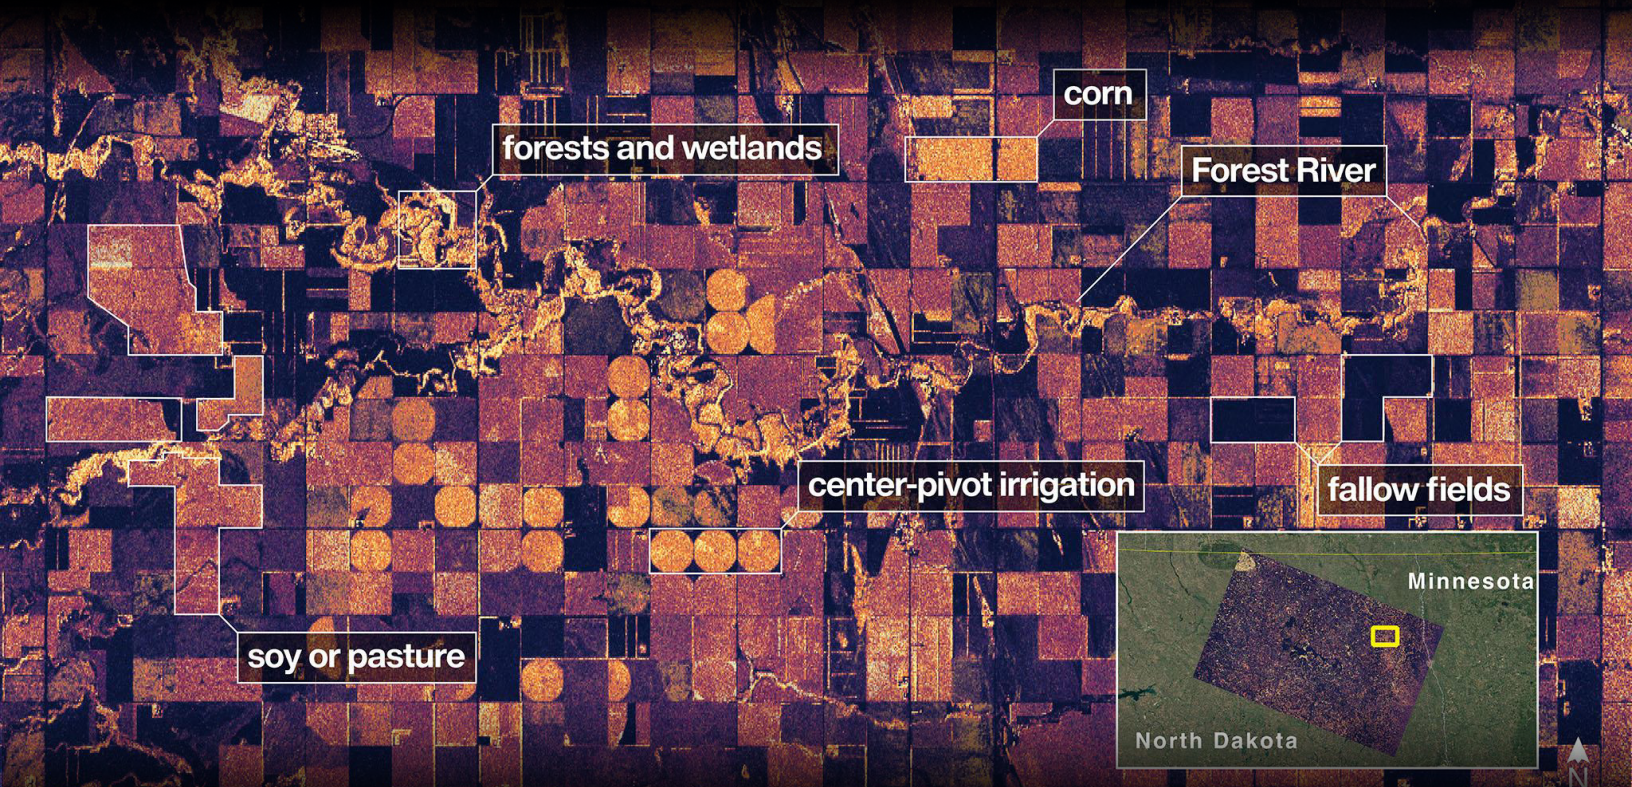 corn
forests and wetlands
Forest River
center-pivot irrigation
fallow fields
soy or pasture
Minnesota
North Dakota
N